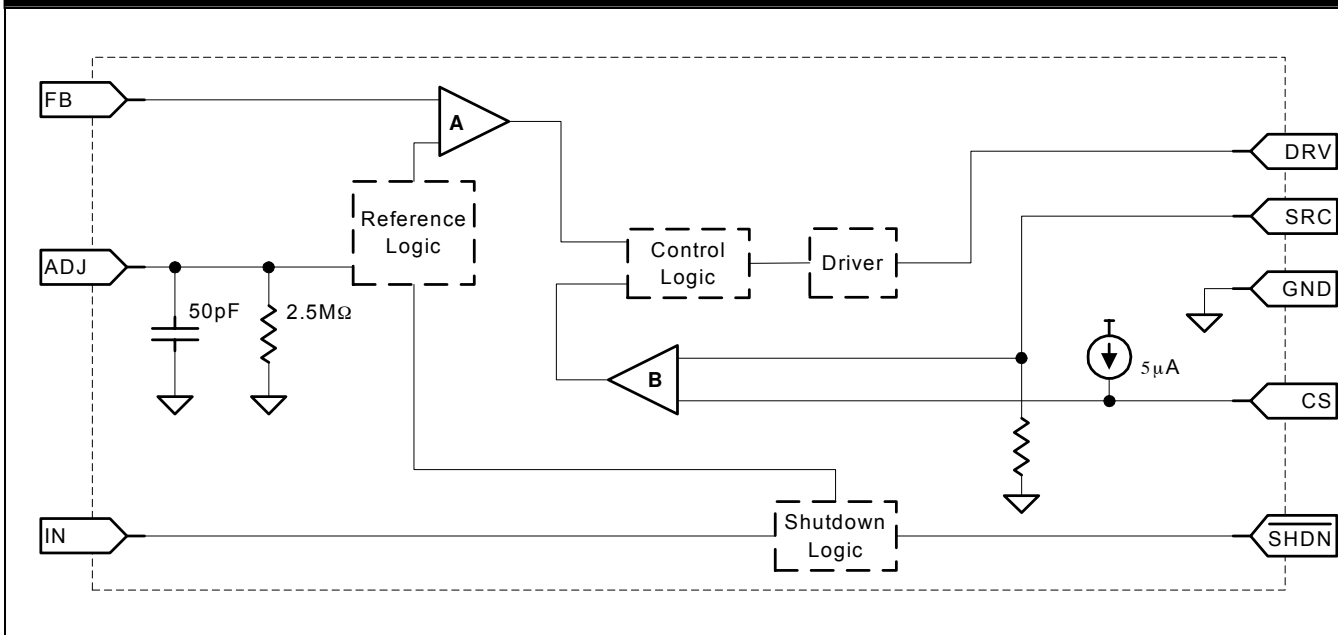 FB
A
DRV
Reference
Logic
SRC
ADJ
Control
Logic
Driver
GND
50pF
2.5MΩ
B
5µA
CS
IN
Shutdown
Logic
SHDN